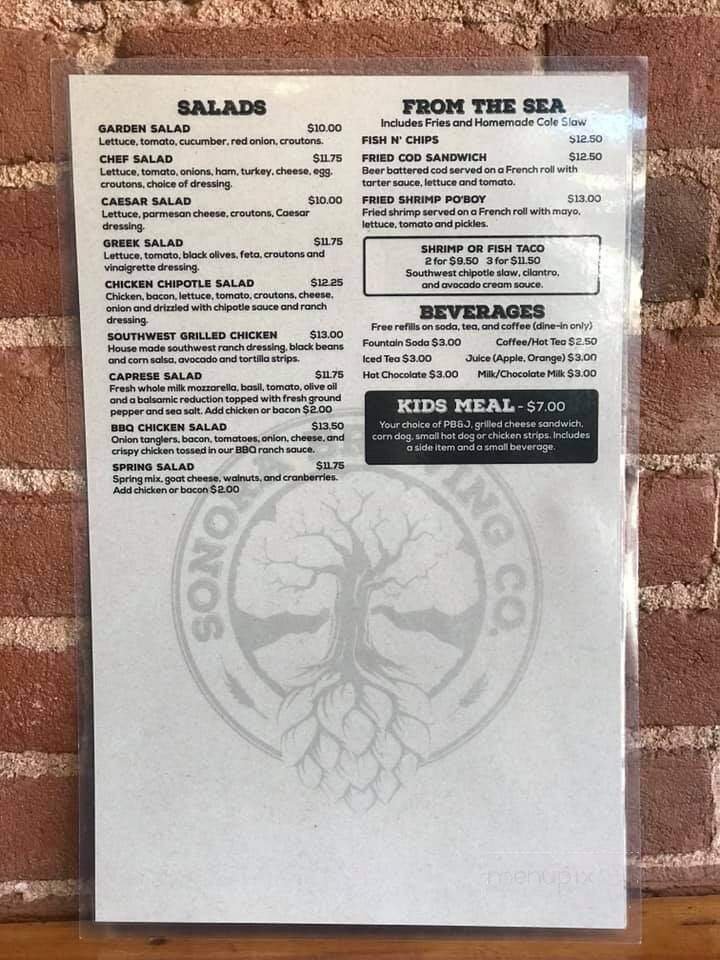 SALADS
GARDEN SALAD $10.00
Lettuce, tomato, cucumber, red onion, croutons.
CHEF SALAD $11.75
Lettuce, tomato, onions, ham, turkey, cheese, egg,
croutons, choice of dressing.
CAESAR SALAD $10.00
Lettuce, parmesan cheese, croutons, Caesar
dressing.
GREEK SALAD $11.75
Lettuce, tomato, black olives, feta, croutons and
vinaigrette dressing.
CHICKEN CHIPOTLE SALAD $12.25
Chicken, bacon, lettuce, tomato, croutons, cheese,
onion and drizzled with chipotle sauce and ranch
dressing.
SOUTHWEST GRILLED CHICKEN $13.00
House made southwest ranch dressing, black beans
and corn salsa, avocado and tortilla strips.
CAPRESE SALAD $11.75
Fresh whole milk mozzarella, basil, tomato, olive oil
and a balsamic reduction topped with fresh ground
pepper and sea salt. Add chicken or bacon $2.00
BBQ CHICKEN SALAD $13.50
Onion tanglers, bacon, tomatoes, onion, cheese, and
crispy chicken tossed in our BBQ ranch sauce.
SPRING SALAD $11.75
Spring mix, goat cheese, walnuts, and cranberries.
Add chicken or bacon $2.00
FROM THE SEA
Includes Fries and Homemade Cole Slaw
FISH N' CHIPS $12.50
FRIED COD SANDWICH $12.50
Beer battered cod served on a French roll with
tarter sauce, lettuce and tomato.
FRIED SHRIMP PO'BOY $13.00
Fried shrimp served on a French roll with mayo,
lettuce, tomato and pickles.
SHRIMP OR FISH TACO
2 for $9.50 3 for $11.50
Southwest chipotle slaw, cilantro,
and avocado cream sauce.
BEVERAGES
Free refills on soda, tea, and coffee (dine-in only)
Fountain Soda $3.00 Coffee/Hot Tea $2.50
Iced Tea $3.00 Juice (Apple, Orange) $3.00
Hot Chocolate $3.00 Milk/Chocolate Milk $3.00
KIDS MEAL - $7.00
Your choice of PB&J, grilled cheese sandwich,
corn dog, small hot dog or chicken strips. Includes
a side item and a small beverage.
CO.
menupix